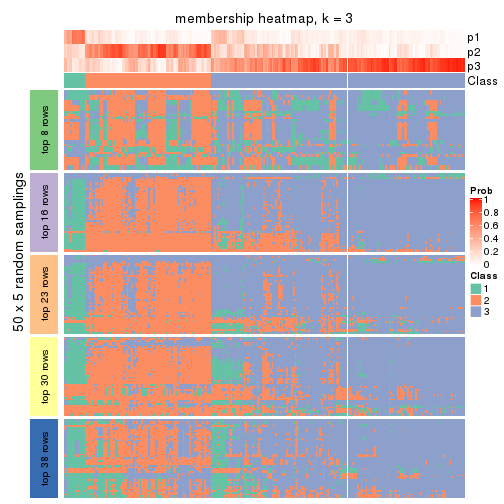 membership heatmap, k = 3
p1
p2
p3
Class
50 x 5 random samplings
top 8 rows
top 16 rows
top 23 rows
top 30 rows
top 38 rows
Prob
1
0.8
0.6
0.4
0.2
0
Class
1
2
3